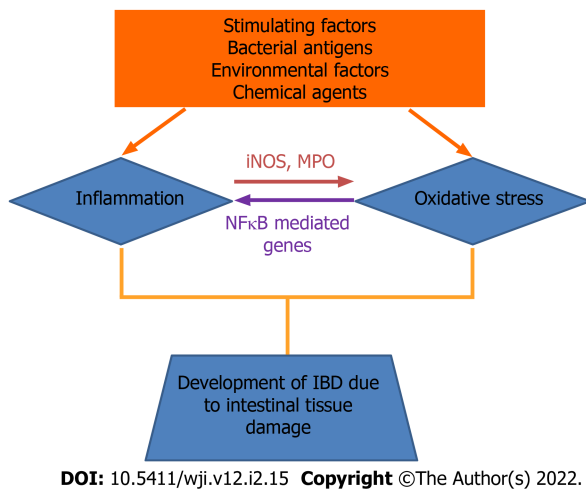 Stimulating factors
Bacterial antigens
Environmental factors
Chemical agents
iNOS, MPO
Inflammation
Oxidative stress
NFκB mediated
genes
Development of IBD due
to intestinal tissue
damage
DOI: 10.5411/wji.v12.i2.15 Copyright ©The Author(s) 2022.